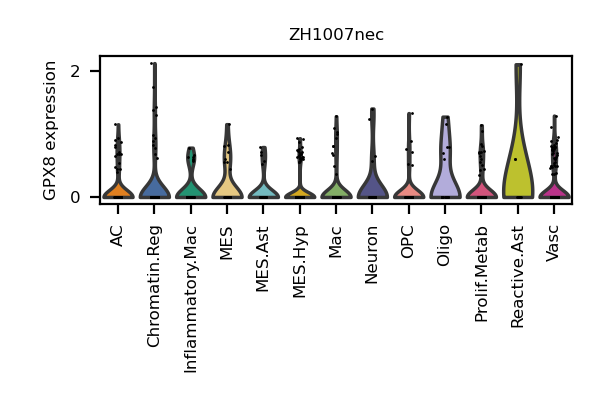 ZH1007nec
GPX8 expression
2
0
AC
Chromatin.Reg
Inflammatory.Mac
MES
MES.Ast
MES.Hyp
Mac
Neuron
OPC
Oligo
Prolif.Metab
Reactive.Ast
Vasc